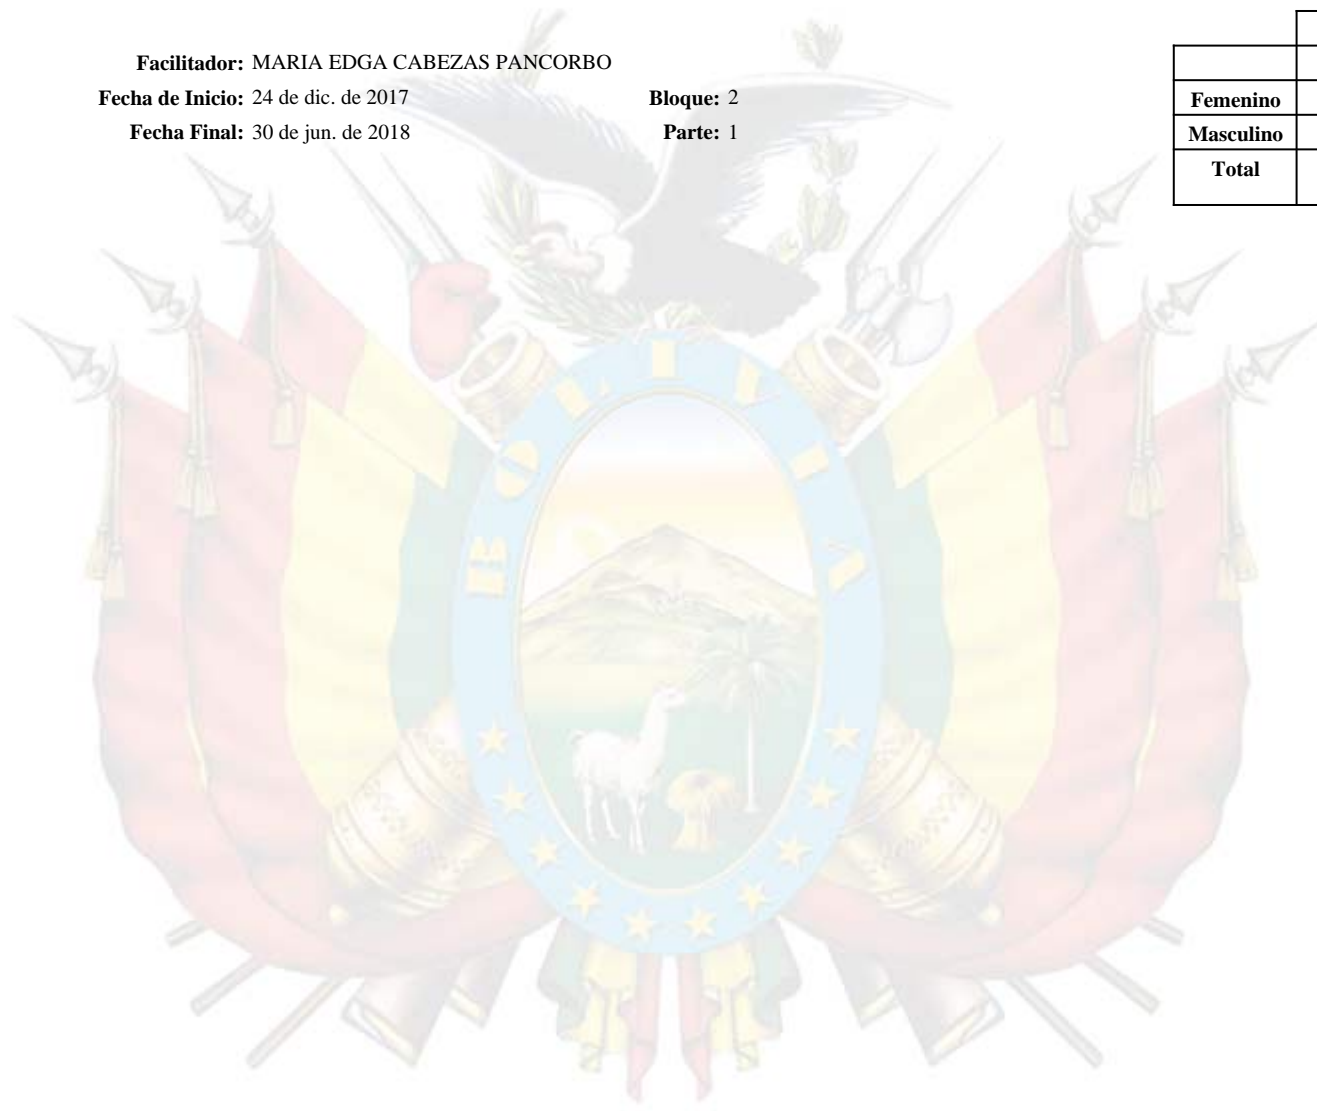 Facilitador: MARIA EDGA CABEZAS PANCORBO
Fecha de Inicio: 24 de dic. de 2017 Bloque: 2
Fecha Final: 30 de jun. de 2018 Parte: 1
Femenino
Masculino
Total
BOLIVIA